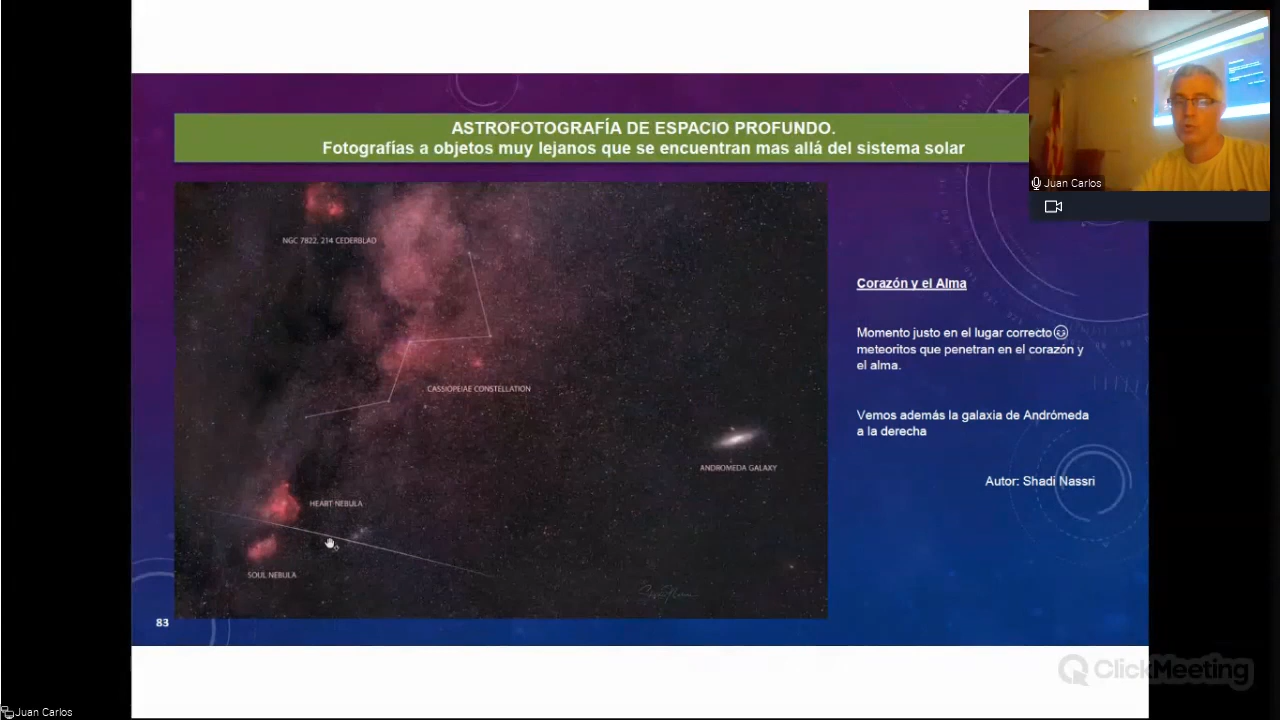 ASTROFOTOGRAFÍA DE ESPACIO PROFUNDO.
Fotografías a objetos muy lejanos que se encuentran mas allá del sistema solar
Juan Carlos
NGC 7822, 214 CEDERBLAD
CASSIOPEIAE CONSTELLATION
ANDROMEDA GALAXY
HEART NEBULA
SOUL NEBULA
Corazón y el Alma
Momento justo en el lugar correcto
meteoritos que penetran en el corazón y
el alma.
Vemos además la galaxia de Andrómeda
a la derecha
Autor: Shadi Nassri
83
ClickMeeting
Juan Carlos